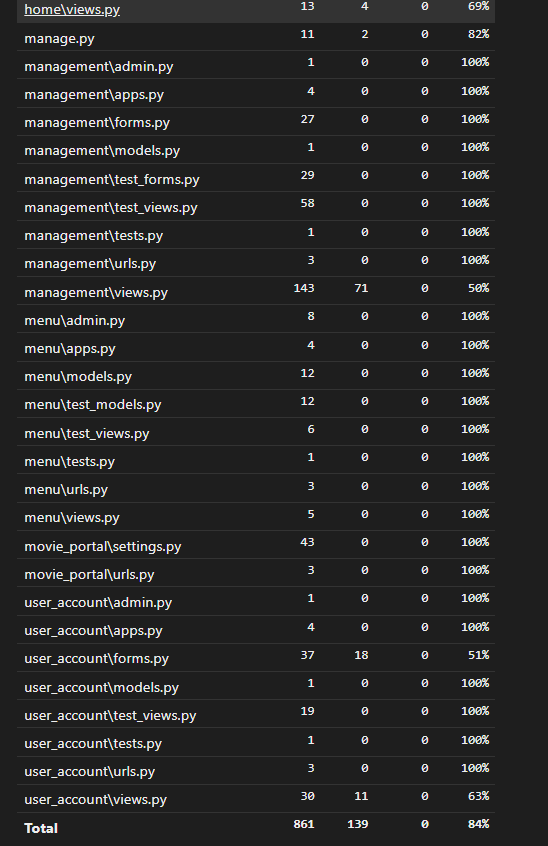 home\views.py 13 4 0 69%
manage.py 11 2 0 82%
management\admin.py 1 0 0 100%
management\apps.py 4 0 0 100%
management\forms.py 27 0 0 100%
management\models.py 1 0 0 100%
management\test_forms.py 29 0 0 100%
management\test_views.py 58 0 0 100%
management\tests.py 1 0 0 100%
management\urls.py 3 0 0 100%
management\views.py 143 71 0 50%
menu\admin.py 8 0 0 100%
menu\apps.py 4 0 0 100%
menu\models.py 12 0 0 100%
menu\test_models.py 12 0 0 100%
menu\test_views.py 6 0 0 100%
menu\tests.py 1 0 0 100%
menu\urls.py 3 0 0 100%
menu\views.py 5 0 0 100%
movie_portal\settings.py 43 0 0 100%
movie_portal\urls.py 3 0 0 100%
user_account\admin.py 1 0 0 100%
user_account\apps.py 4 0 0 100%
user_account\forms.py 37 18 0 51%
user_account\models.py 1 0 0 100%
user_account\test_views.py 19 0 0 100%
user_account\tests.py 1 0 0 100%
user_account\urls.py 3 0 0 100%
user_account\views.py 30 11 0 63%
Total 861 139 0 84%